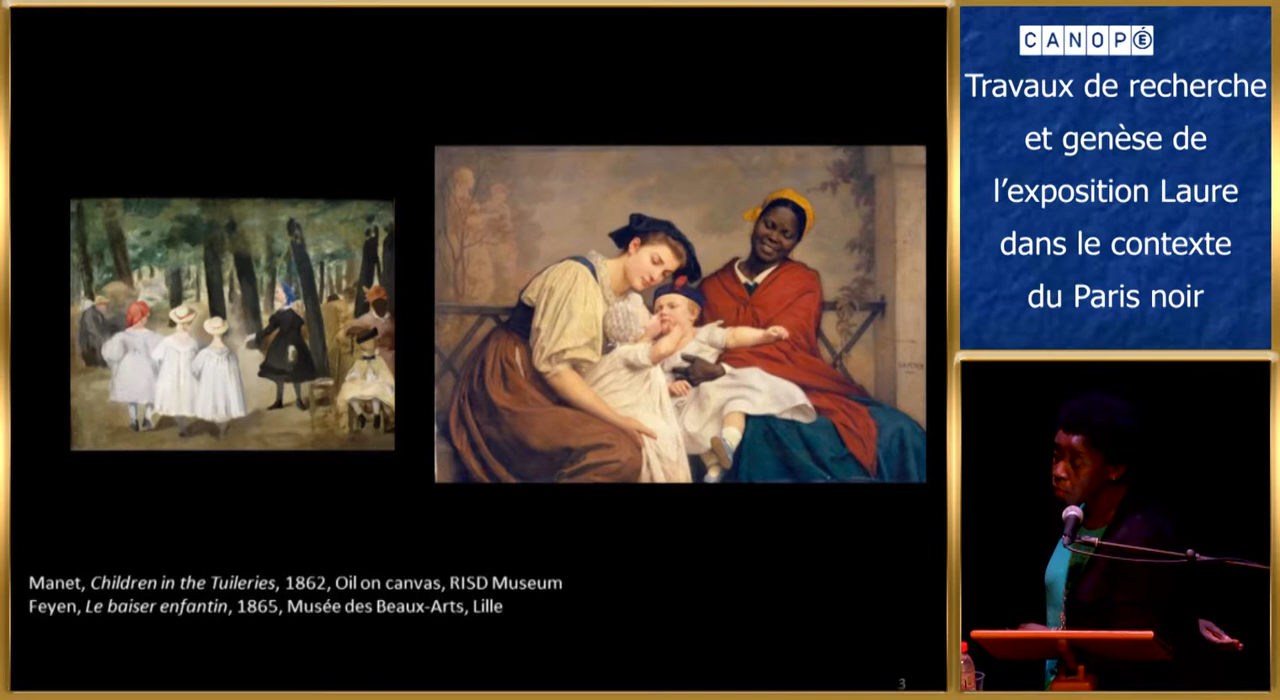 Manet, Children in the Tuileries, 1862, Oil on canvas, RISD Museum
Feyen, Le baiser enfantin, 1865, Musée des Beaux-Arts, Lille
3
CANOPÉ
Travaux de recherche
et genèse de
l’exposition Laure
dans le contexte
du Paris noir